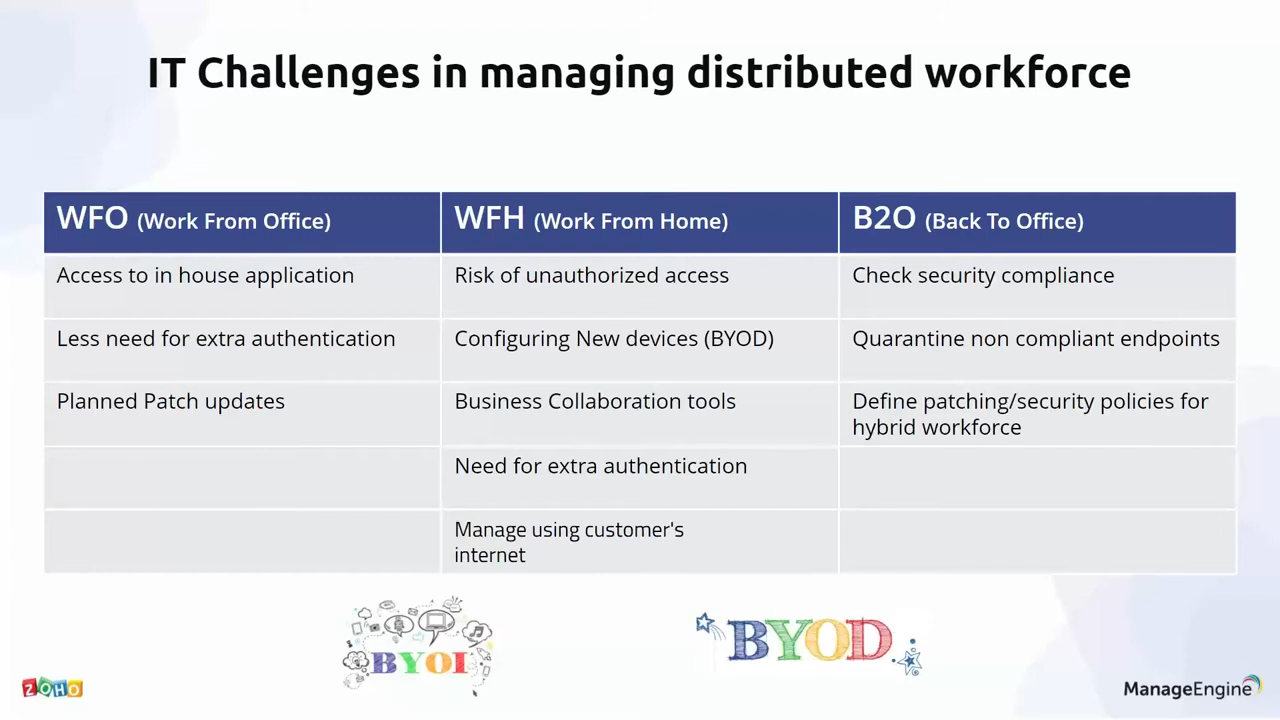 IT Challenges in managing distributed workforce
WFO (Work From Office)
WFH (Work From Home)
B2O (Back To Office)
Access to in house application
Risk of unauthorized access
Check security compliance
Less need for extra authentication
Configuring New devices (BYOD)
Quarantine non compliant endpoints
Planned Patch updates
Business Collaboration tools
Define patching/security policies for
hybrid workforce
Need for extra authentication
Manage using customer's
internet
BYOI
BYOD
ZOHO
ManageEngine